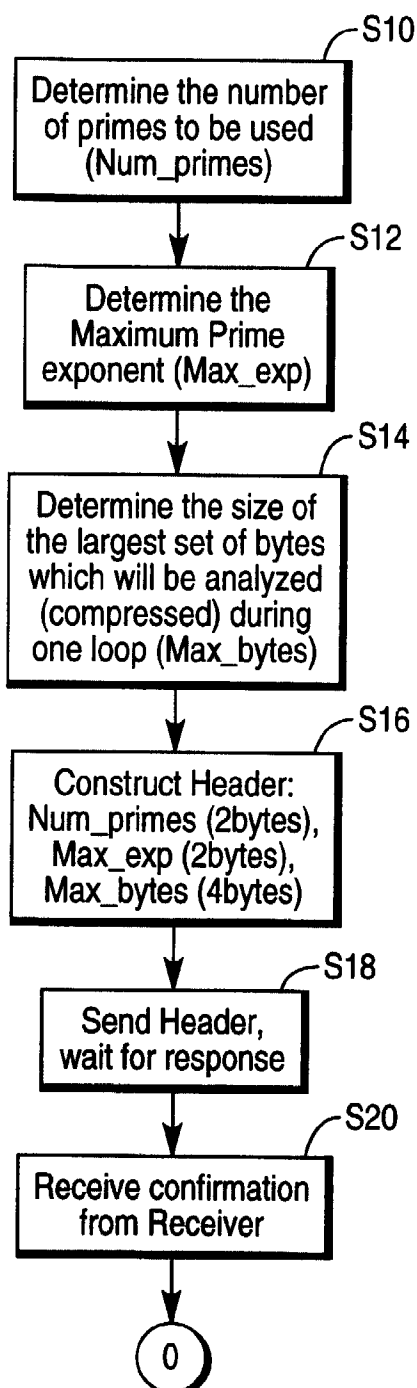 S10
Determine the number
of primes to be used
(Num_primes)
S12
Determine the
Maximum Prime
exponent (Max_exp)
S14
Determine the size of
the largest set of bytes
which will be analyzed
(compressed) during
one loop (Max_bytes)
S16
Construct Header:
Num_primes (2bytes),
Max_exp (2bytes),
Max_bytes (4bytes)
S18
Send Header,
wait for response
S20
Receive confirmation
from Receiver
0